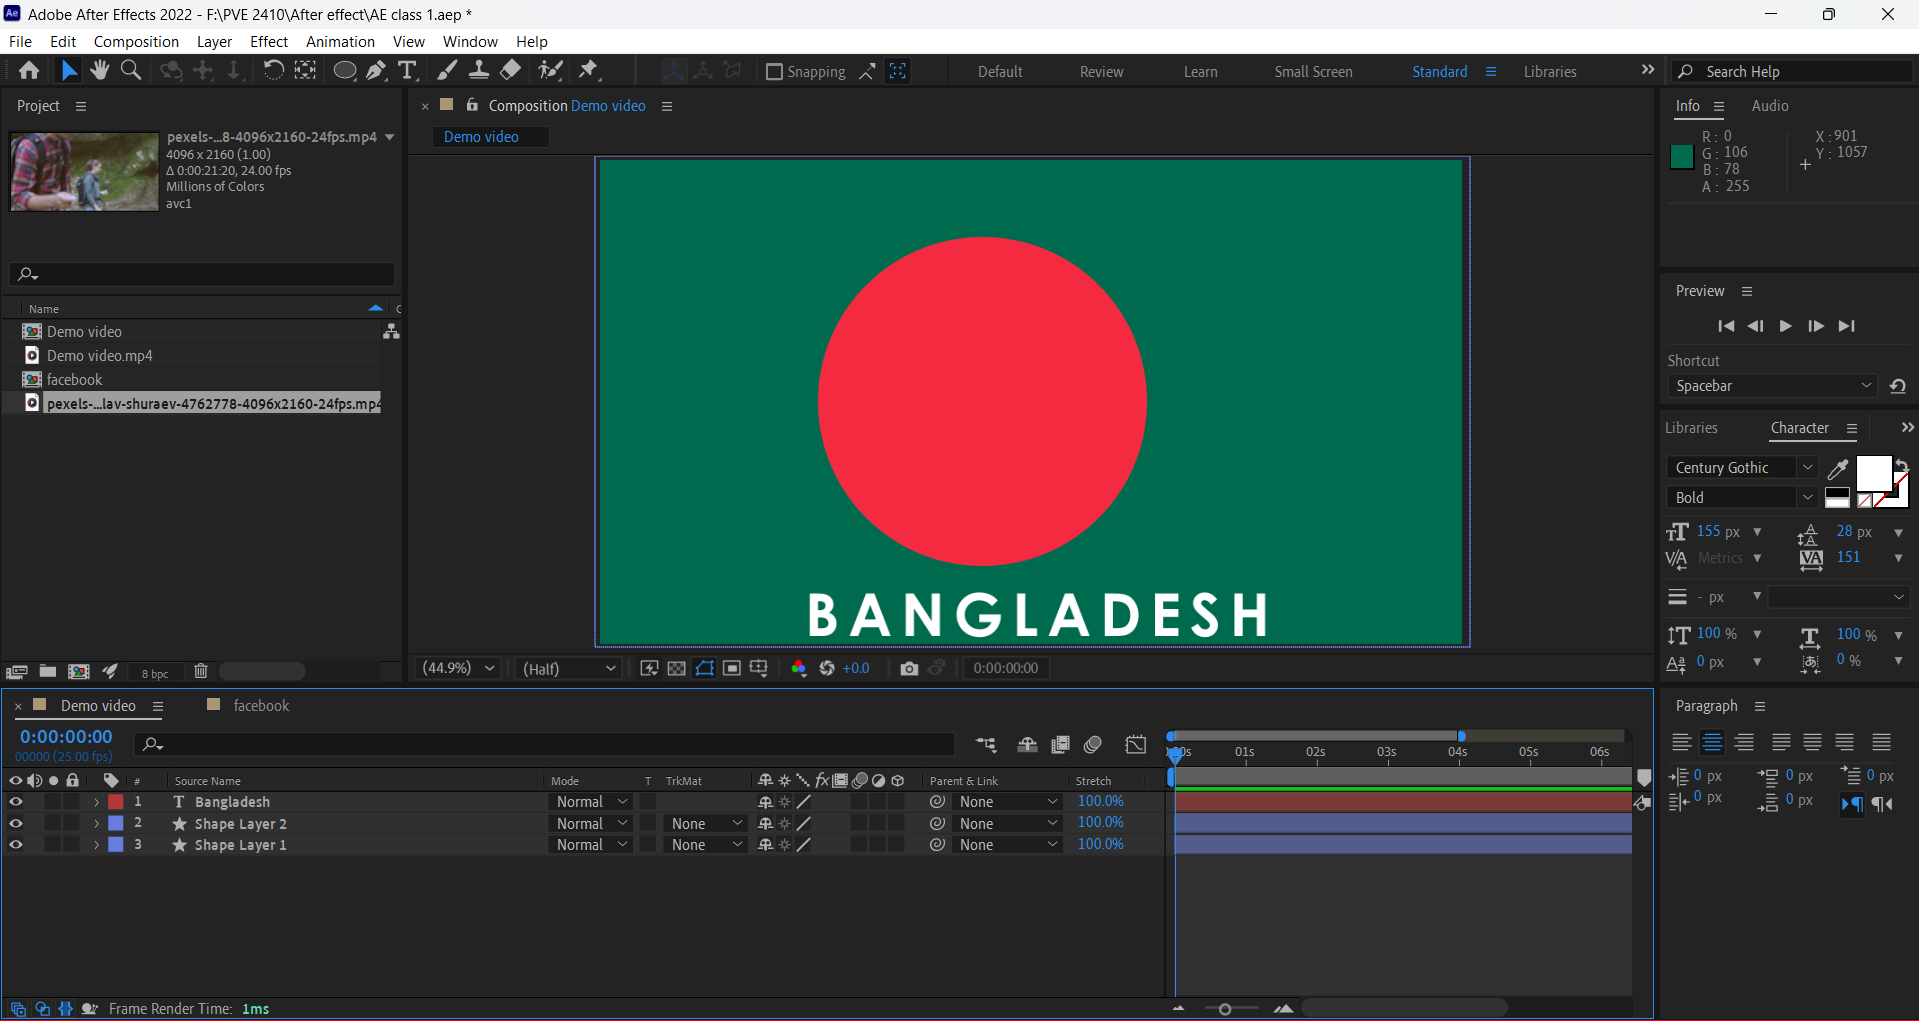 Adobe After Effects 2022 - F:\PVE 2410\After effect\AE class 1.aep *
File Edit Composition Layer Effect Animation View Window Help
Snapping Default Review Learn Small Screen Standard Libraries Search Help
Project
pexels-...8-4096x2160-24fps.mp4
4096 x 2160 (1.00)
Δ 0:00:21:20, 24.00 fps
Millions of Colors
avc1
Name
Demo video
Demo video.mp4
facebook
pexels-...lav-shuraev-4762778-4096x2160-24fps.mp4
8 bpc
Composition Demo video
Demo video
BANGLADESH
(44.9%) (Half) +0.0 0:00:00:00
Info Audio
R: 0
G: 106
B: 78
A: 255
X: 901
Y: 1057
Preview
Shortcut
Spacebar
Libraries Character
Century Gothic
Bold
155 px 28 px
Metrics 151
- px
100 % 100 %
0 px 0 %
Paragraph
0 px 0 px 0 px
0 px 0 px
Demo video facebook
0:00:00:00
00000 (25.00 fps)
# Source Name Mode T TrkMat Parent & Link Stretch
01s 02s 03s 04s 05s 06s
1 T Bangladesh Normal None 100.0%
2 Shape Layer 2 Normal None None 100.0%
3 Shape Layer 1 Normal None None 100.0%
Frame Render Time: 1ms